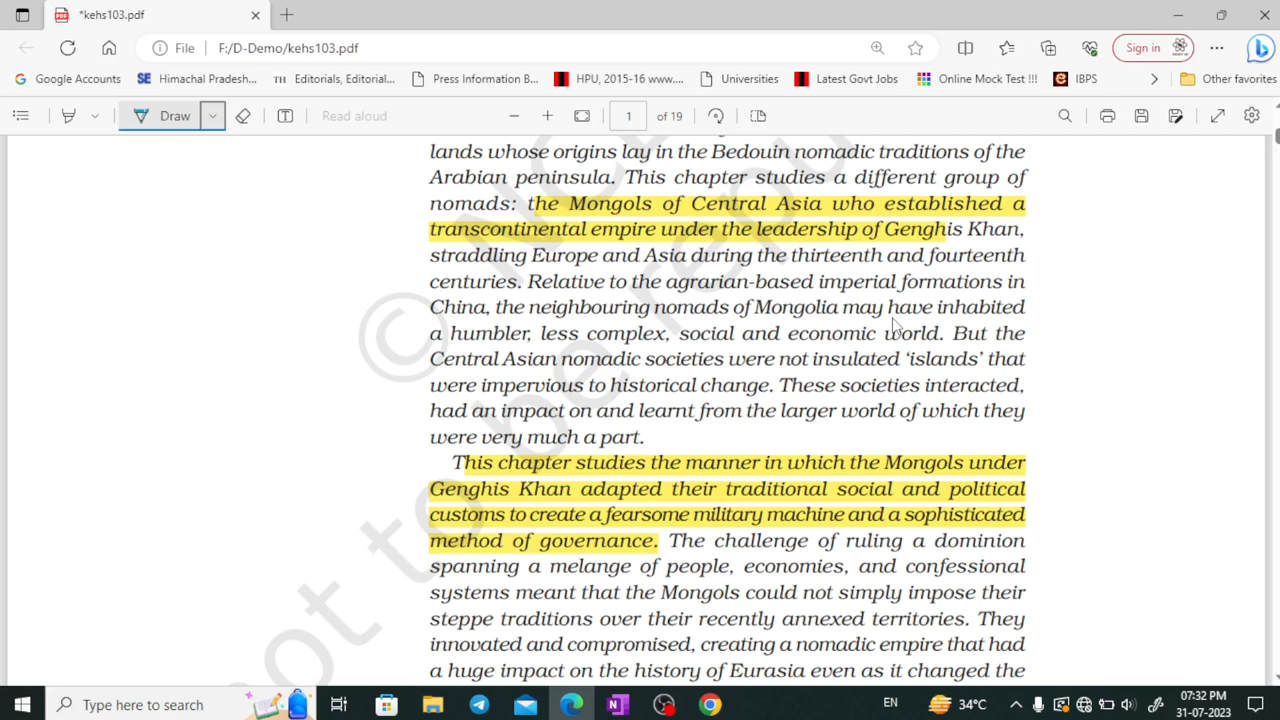 *kehs103.pdf
File
F:/D-Demo/kehs103.pdf
Sign in
Google Accounts
SE Himachal Pradesh...
TH Editorials, Editorial...
Press Information B...
HPU, 2015-16 www....
Universities
Latest Govt Jobs
Online Mock Test !!!
IBPS
Other favorites
Draw
Read aloud
1 of 19
lands whose origins lay in the Bedouin nomadic traditions of the
Arabian peninsula. This chapter studies a different group of
nomads: the Mongols of Central Asia who established a
transcontinental empire under the leadership of Genghis Khan,
straddling Europe and Asia during the thirteenth and fourteenth
centuries. Relative to the agrarian-based imperial formations in
China, the neighbouring nomads of Mongolia may have inhabited
a humbler, less complex, social and economic world. But the
Central Asian nomadic societies were not insulated ‘islands’ that
were impervious to historical change. These societies interacted,
had an impact on and learnt from the larger world of which they
were very much a part.
This chapter studies the manner in which the Mongols under
Genghis Khan adapted their traditional social and political
customs to create a fearsome military machine and a sophisticated
method of governance. The challenge of ruling a dominion
spanning a melange of people, economies, and confessional
systems meant that the Mongols could not simply impose their
steppe traditions over their recently annexed territories. They
innovated and compromised, creating a nomadic empire that had
a huge impact on the history of Eurasia even as it changed the
© NC
not to be repu
Type here to search
EN
34°C
07:32 PM
31-07-2023